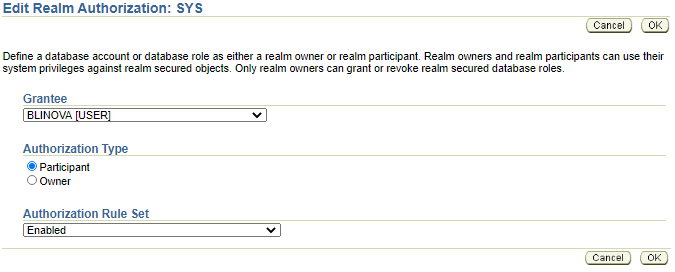 Edit Realm Authorization: SYS
Cancel OK
Define a database account or database role as either a realm owner or realm participant. Realm owners and realm participants can use their
system privileges against realm secured objects. Only realm owners can grant or revoke realm secured database roles.
Grantee
BLINOVA [USER]
Authorization Type
Participant
Owner
Authorization Rule Set
Enabled
Cancel OK